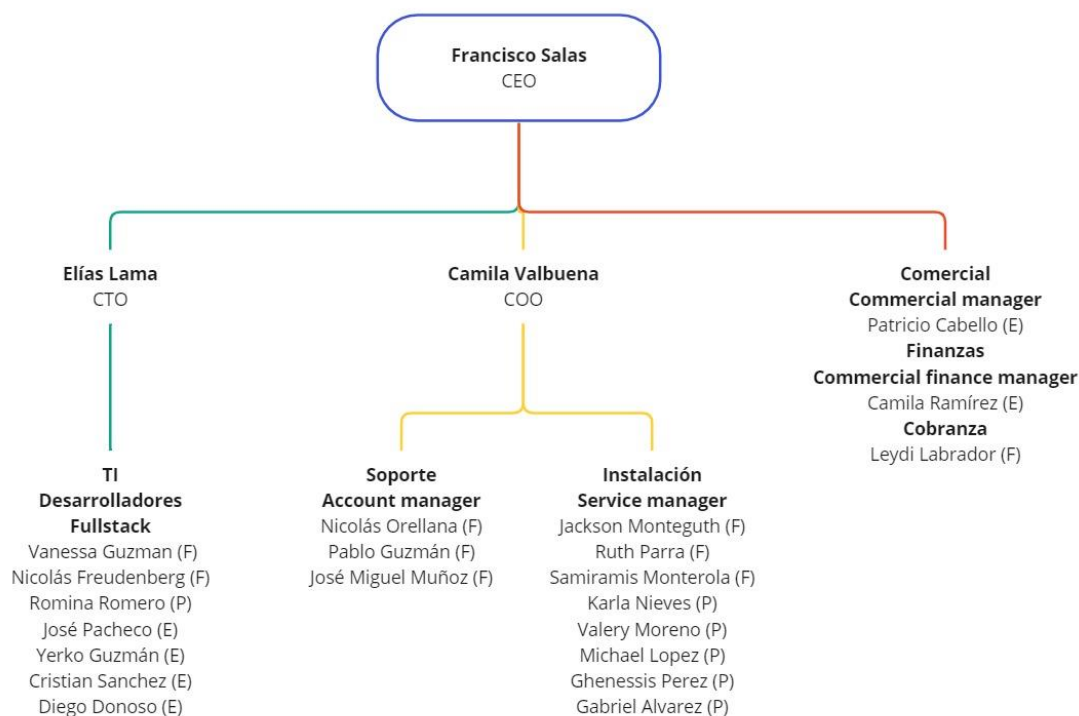 Francisco Salas
CEO
Elías Lama
CTO
Camila Valbuena
COO
Comercial
Commercial manager
Patricio Cabello (E)
Finanzas
Commercial finance manager
Camila Ramírez (E)
Cobranza
Leydi Labrador (F)
TI
Desarrolladores
Fullstack
Vanessa Guzman (F)
Nicolás Freudenberg (F)
Romina Romero (P)
José Pacheco (E)
Yerko Guzmán (E)
Cristian Sanchez (E)
Diego Donoso (E)
Soporte
Account manager
Nicolás Orellana (F)
Pablo Guzmán (F)
José Miguel Muñoz (F)
Instalación
Service manager
Jackson Monteguth (F)
Ruth Parra (F)
Samiramis Monterola (F)
Karla Nieves (P)
Valery Moreno (P)
Michael Lopez (P)
Ghenessis Perez (P)
Gabriel Alvarez (P)